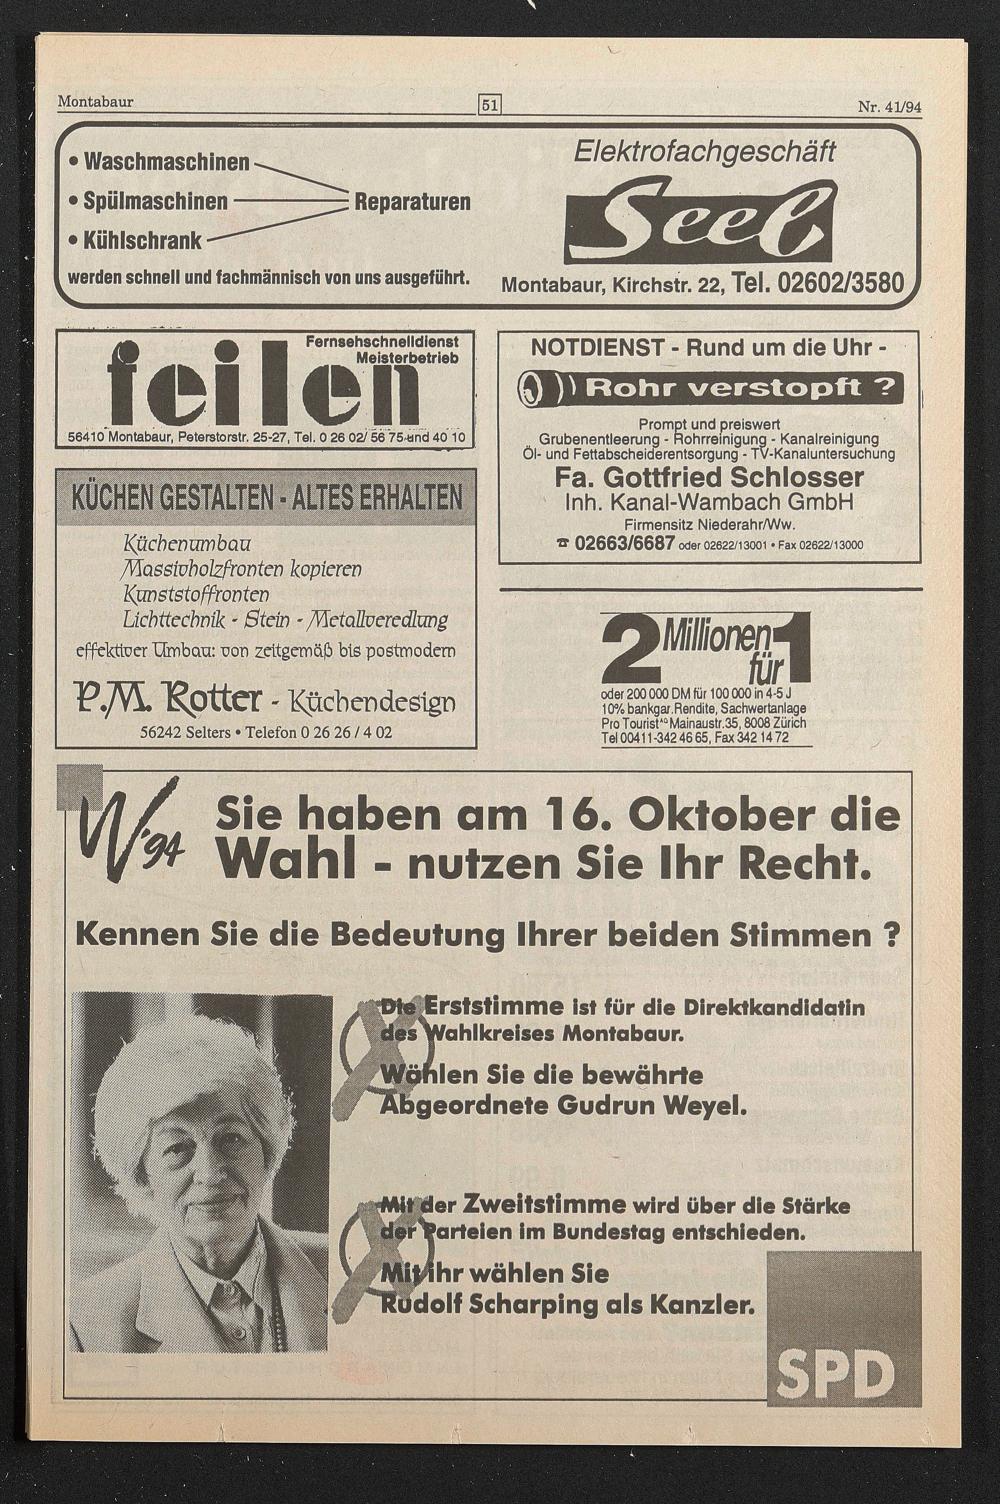 Montabaur
51
Nr. 41/94
• Waschmaschinen
• Spülmaschinen
• Kühlschrank
Reparaturen
werden schnell und fachmännisch von uns ausgeführt.
Elektrofachgeschäft
Seel
Montabaur, Kirchstr. 22, Tel. 02602/3580
Fernsehschnelldienst
Meisterbetrieb
feilen
56410 Montabaur, Peterstorstr. 25-27, Tel. 0 26 02/ 56 75 und 40 10
KÜCHEN GESTALTEN - ALTES ERHALTEN
Küchenumbau
Massivholzfronten kopieren
Kunststoffronten
Lichttechnik - Stein - Metallveredlung
effektiver Umbau: von zeitgemäß bis postmodern
P.M. Rotter - Küchendesign
56242 Selters • Telefon 0 26 26 / 4 02
NOTDIENST - Rund um die Uhr -
Rohr verstopft ?
Prompt und preiswert
Grubenentleerung - Rohrreinigung - Kanalreinigung
Öl- und Fettabscheiderentsorgung - TV-Kanaluntersuchung
Fa. Gottfried Schlosser
Inh. Kanal-Wambach GmbH
Firmensitz Niederahr/Ww.
☎ 02663/6687 oder 02622/13001 • Fax 02622/13000
2 Millionen für 1
oder 200 000 DM für 100 000 in 4-5 J
10% bankgar. Rendite, Sachwertanlage
Pro Tourist AG Mainaustr. 35, 8008 Zürich
Tel 00411-342 46 65, Fax 342 14 72
W'94
Sie haben am 16. Oktober die
Wahl - nutzen Sie Ihr Recht.
Kennen Sie die Bedeutung Ihrer beiden Stimmen ?
Die Erststimme ist für die Direktkandidatin
des Wahlkreises Montabaur.
Wählen Sie die bewährte
Abgeordnete Gudrun Weyel.
Mit der Zweitstimme wird über die Stärke
der Parteien im Bundestag entschieden.
Mit ihr wählen Sie
Rudolf Scharping als Kanzler.
SPD